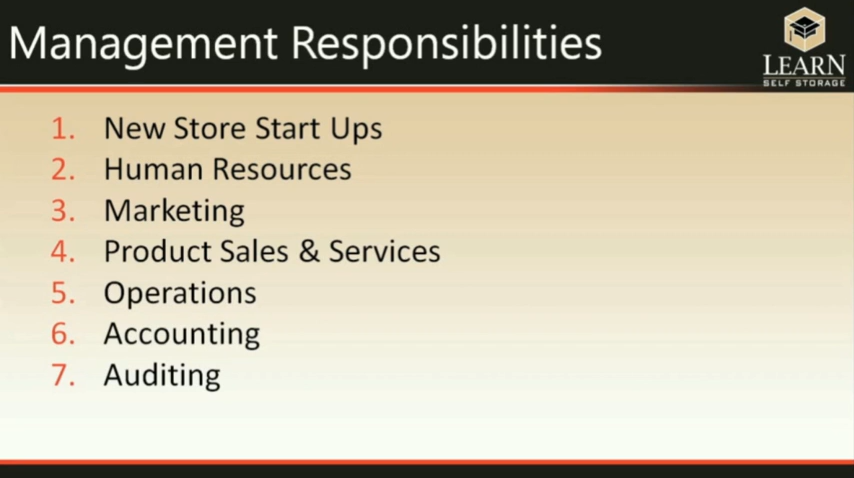 Management Responsibilities
LEARN
SELF STORAGE
1. New Store Start Ups
2. Human Resources
3. Marketing
4. Product Sales & Services
5. Operations
6. Accounting
7. Auditing